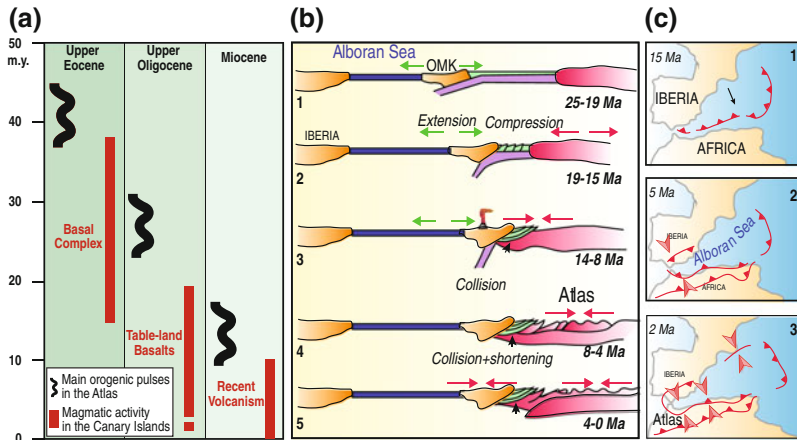 (a)
50
m.y.
40
30
20
10
0
Upper
Eocene
Upper
Oligocene
Miocene
Basal
Complex
Table-land
Basalts
Recent
Volcanism
Main orogenic pulses
in the Atlas
Magmatic activity
in the Canary Islands
(b)
Alboran Sea
OMK
1
25-19 Ma
Extension
Compression
IBERIA
2
19-15 Ma
3
14-8 Ma
Collision
Atlas
4
8-4 Ma
Collision+shortening
5
4-0 Ma
(c)
15 Ma
1
IBERIA
AFRICA
5 Ma
2
IBERIA
Alboran Sea
AFRICA
2 Ma
3
IBERIA
Atlas